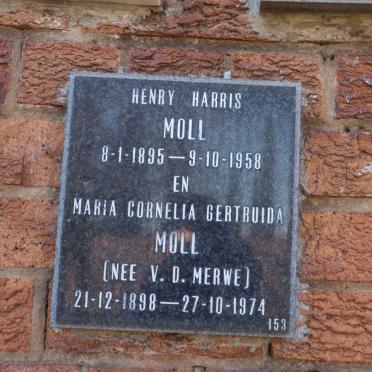 HENRY HARRIS
MOLL
8-1-1895—9-10-1958
EN
MARIA CORNELIA GERTRUIDA
MOLL
(NEE V. D. MERWE)
21-12-1898—27-10-1974
153